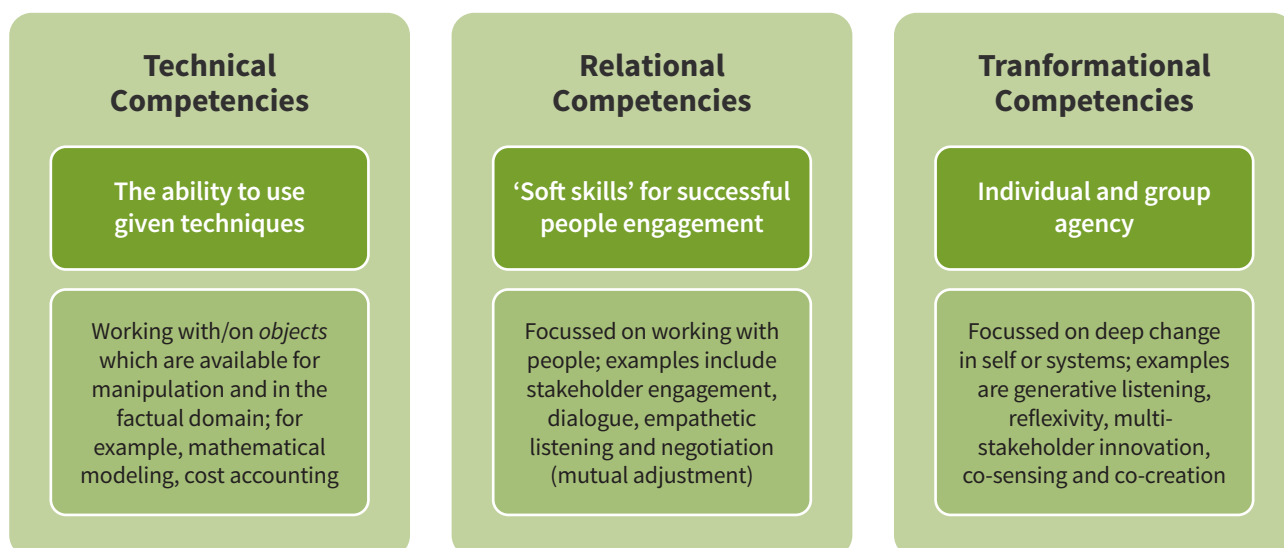 Technical
Competencies
The ability to use
given techniques
Working with/on objects
which are available for
manipulation and in the
factual domain; for
example, mathematical
modeling, cost accounting
Relational
Competencies
‘Soft skills’ for successful
people engagement
Focussed on working with
people; examples include
stakeholder engagement,
dialogue, empathetic
listening and negotiation
(mutual adjustment)
Tranformational
Competencies
Individual and group
agency
Focussed on deep change
in self or systems; examples
are generative listening,
reflexivity, multi-
stakeholder innovation,
co-sensing and co-creation